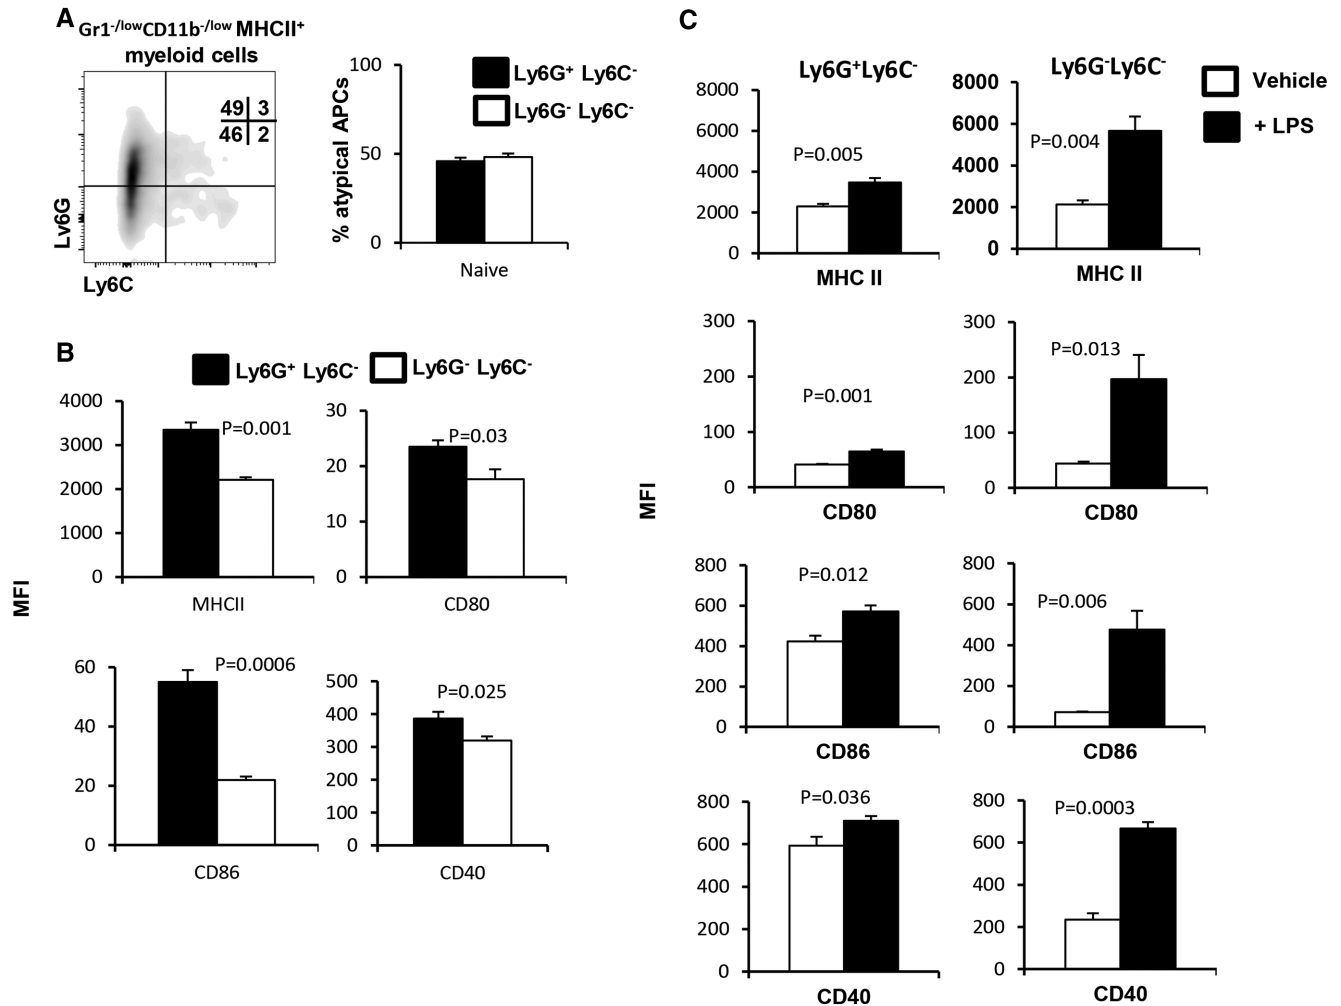 A
Gr1-/lowCD11b-/low MHCII+
myeloid cells
49 3
46 2
Lv6G
Ly6C
100
50
0
% atypical APCs
Ly6G+ Ly6C-
Ly6G- Ly6C-
Naive
B
Ly6G+ Ly6C-
Ly6G- Ly6C-
MFI
4000
3000
2000
1000
0
P=0.001
MHCII
30
20
10
0
P=0.03
CD80
60
40
20
0
P=0.0006
CD86
500
400
300
200
100
0
P=0.025
CD40
C
Ly6G+Ly6C-
Ly6G-Ly6C-
Vehicle
+ LPS
MFI
8000
6000
4000
2000
0
P=0.005
MHC II
8000
6000
4000
2000
0
P=0.004
MHC II
300
200
100
0
P=0.001
CD80
300
200
100
0
P=0.013
CD80
800
600
400
200
0
P=0.012
CD86
800
600
400
200
0
P=0.006
CD86
800
600
400
200
0
P=0.036
CD40
800
600
400
200
0
P=0.0003
CD40